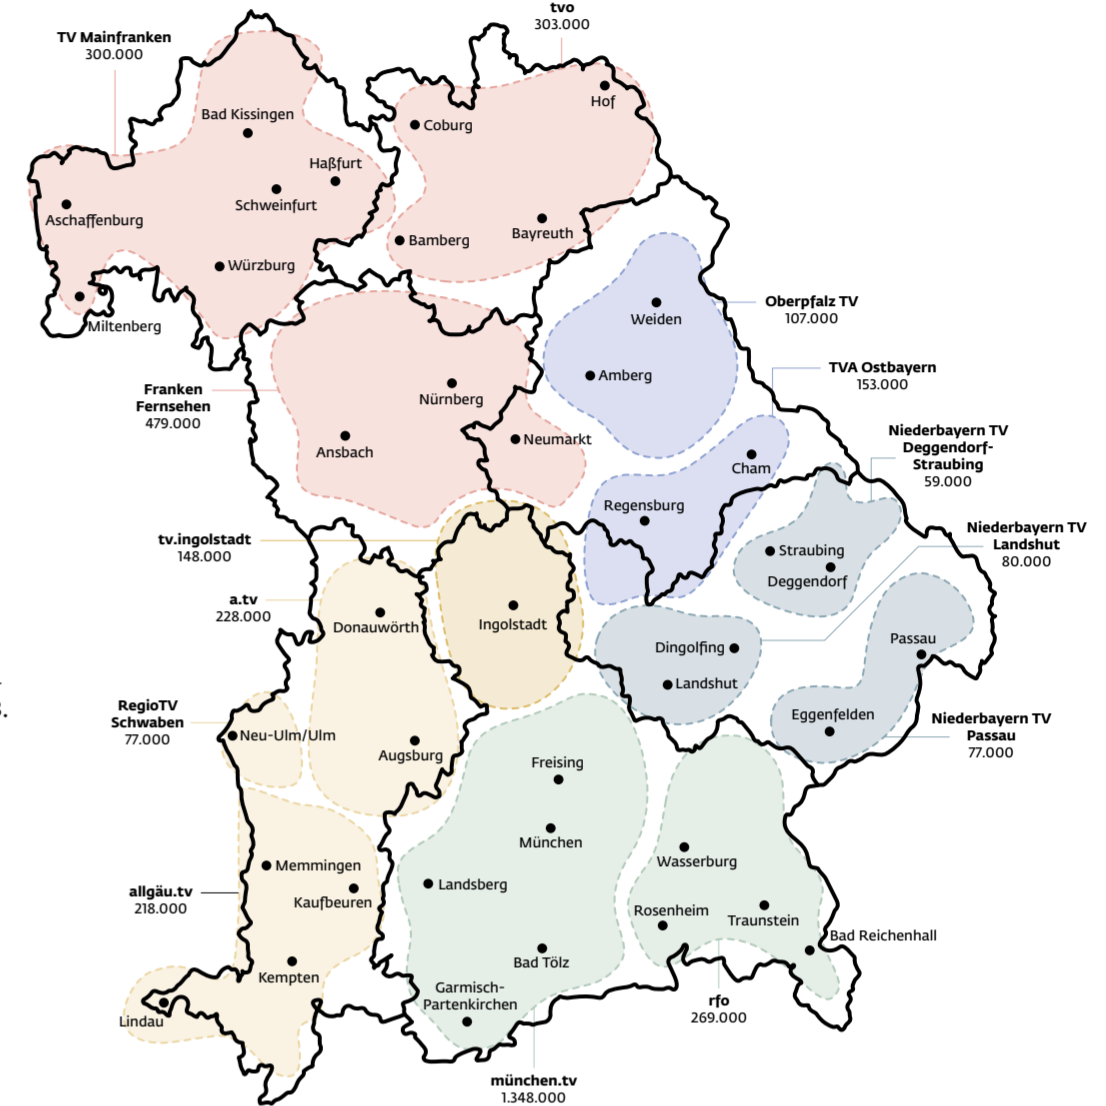 tvo
303.000
TV Mainfranken
300.000
Hof
Bad Kissingen
Coburg
Haßfurt
Schweinfurt
Aschaffenburg
Bayreuth
Bamberg
Würzburg
Miltenberg
Oberpfalz TV
107.000
Weiden
TVA Ostbayern
153.000
Amberg
Franken
Fernsehen
479.000
Nürnberg
Neumarkt
Ansbach
Niederbayern TV
Deggendorf-
Straubing
59.000
Cham
Regensburg
Niederbayern TV
Landshut
80.000
tv.ingolstadt
148.000
Straubing
Deggendorf
a.tv
228.000
Donauwörth
Ingolstadt
Passau
Dingolfing
Landshut
RegioTV
Schwaben
77.000
Neu-Ulm/Ulm
Eggenfelden
Niederbayern TV
Passau
77.000
Augsburg
Freising
München
Wasserburg
Memmingen
Landsberg
allgäu.tv
218.000
Kaufbeuren
Rosenheim
Traunstein
Bad Reichenhall
Bad Tölz
Kempten
Garmisch-
Partenkirchen
Lindau
rfo
269.000
münchen.tv
1.348.000